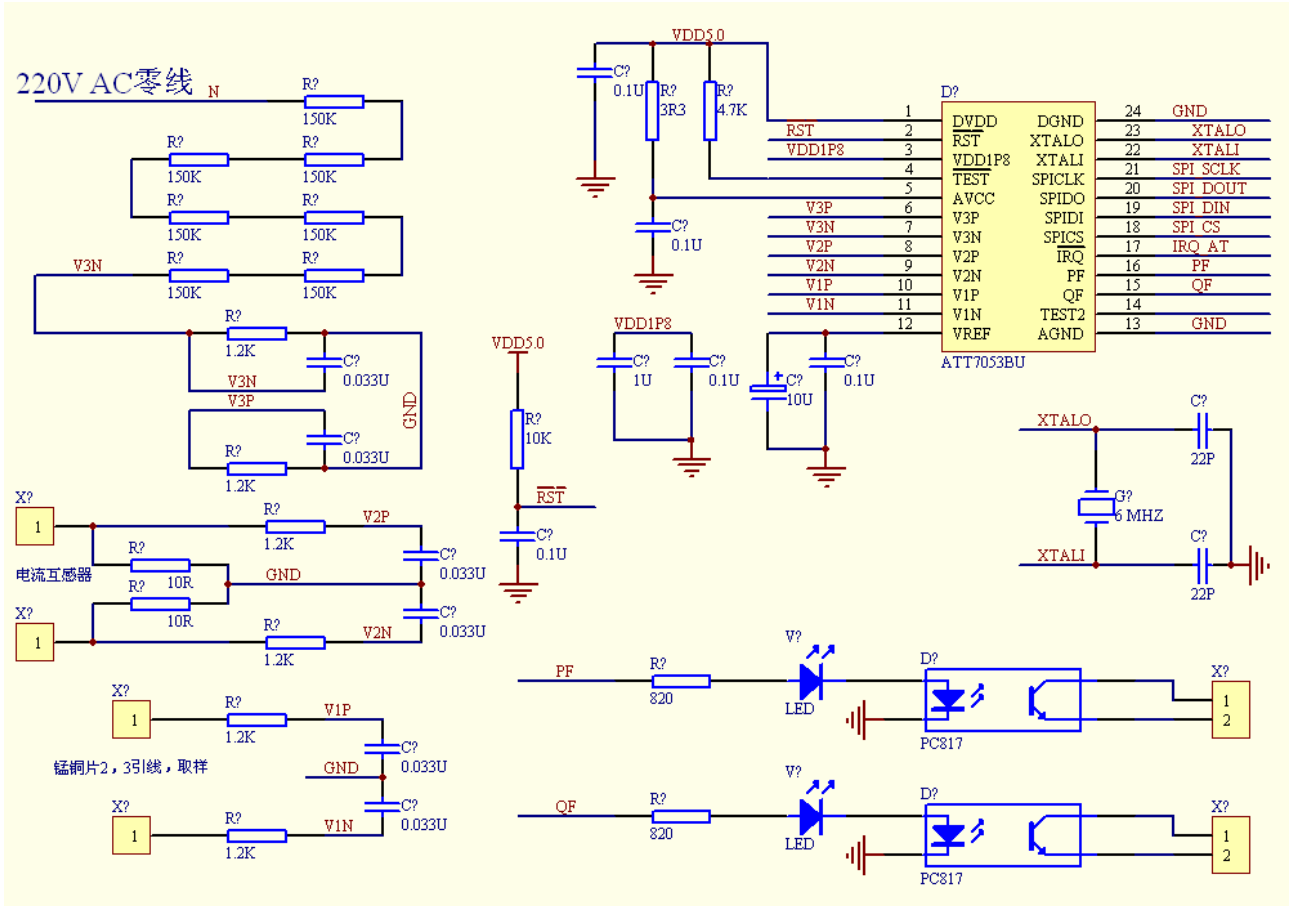 220V AC零线
N
R?
150K
R?
150K
R?
150K
R?
150K
R?
150K
V3N
R?
150K
R?
150K
R?
1.2K
C?
0.033U
V3N
V3P
C?
0.033U
R?
1.2K
GND
X?
1
R?
1.2K
V2P
C?
0.033U
R?
10R
电流互感器
GND
R?
10R
C?
0.033U
X?
1
R?
1.2K
V2N
X?
1
R?
1.2K
V1P
C?
0.033U
锰铜片2，3引线，取样
GND
C?
0.033U
X?
1
R?
1.2K
V1N
VDD5.0
C?
0.1U
R?
3R3
R?
4.7K
C?
0.1U
RST
VDD1P8
V3P
V3N
V2P
V2N
V1P
V1N
D?
1 DVDD DGND 24 GND
2 RST XTALO 23 XTALO
3 VDD1P8 XTALI 22 XTALI
4 TEST SPICLK 21 SPI SCLK
5 AVCC SPIDO 20 SPI DOUT
6 V3P SPIDI 19 SPI DIN
7 V3N SPICS 18 SPI CS
8 V2P IRQ 17 IRQ AT
9 V2N PF 16 PF
10 V1P QF 15 QF
11 V1N TEST2 14
12 VREF AGND 13 GND
ATT7053BU
VDD5.0
R?
10K
RST
C?
0.1U
VDD1P8
C?
1U
C?
0.1U
C?
+
10U
C?
0.1U
XTALO
C?
22P
G?
6 MHZ
XTALI
C?
22P
PF
R?
820
V?
LED
D?
PC817
X?
1
2
QF
R?
820
V?
LED
D?
PC817
X?
1
2